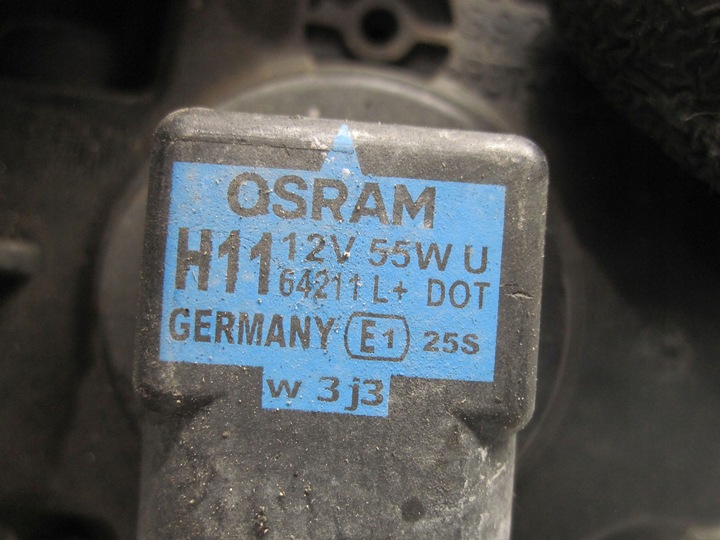 OSRAM
H11 12V 55W U
64211 L+ DOT
GERMANY E1 25S
w 3j3